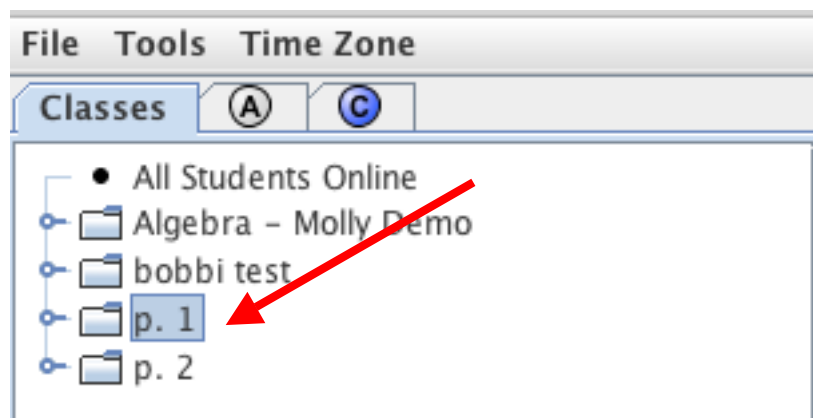 File Tools Time Zone
Classes A C
All Students Online
Algebra – Molly Demo
bobbi test
p. 1
p. 2